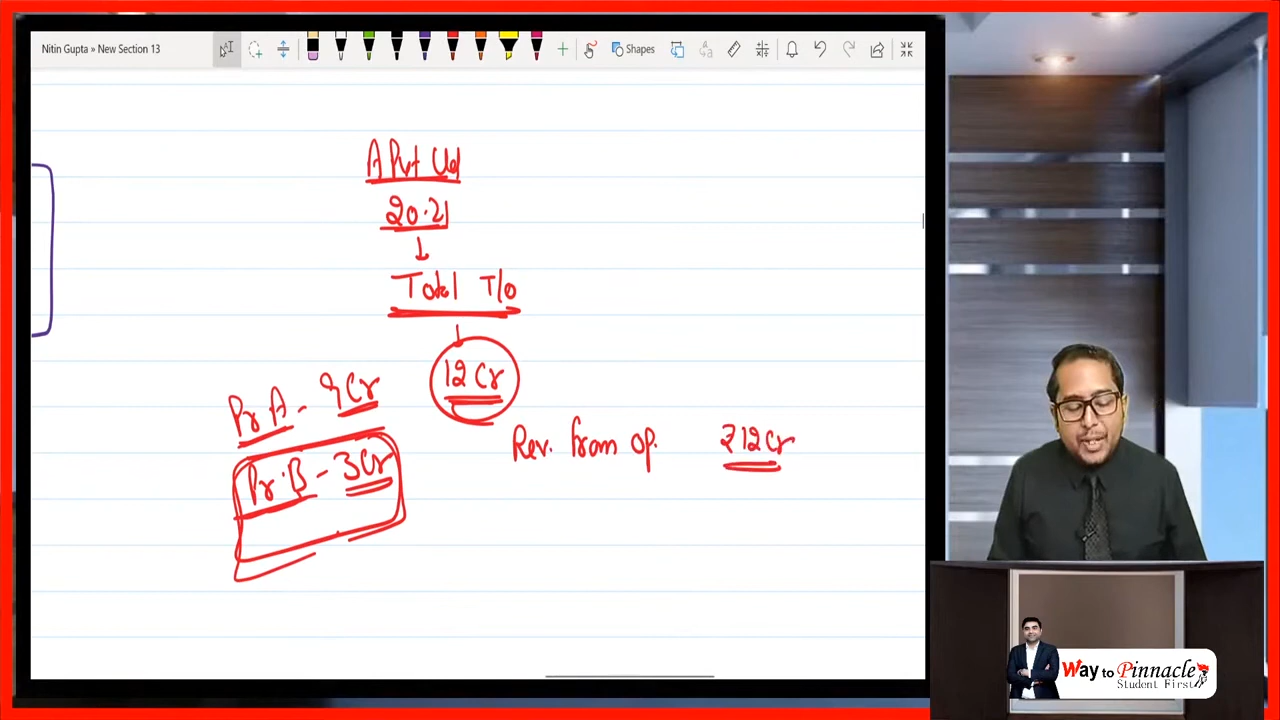 Nitin Gupta » New Section 13
Shapes
A Pvt Ltd
20.21
Total T/O
12 Cr
Pr A - 9 Cr
Pr. B - 3 Cr
Rev. from op. ₹12 Cr
Way to Pinnacle
Student First